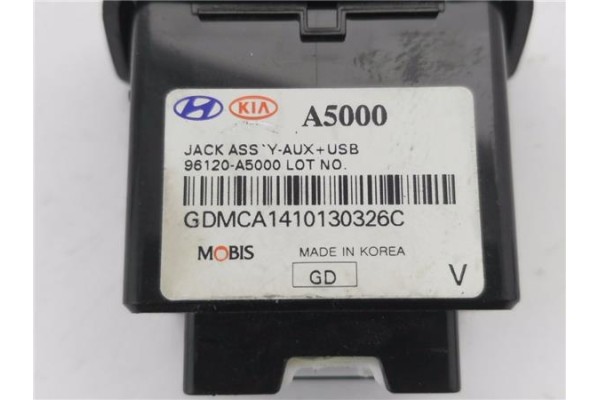 KIA A5000
JACK ASS`Y-AUX+USB
96120-A5000 LOT NO.
GDMCA1410130326C
MOBIS MADE IN KOREA
GD V